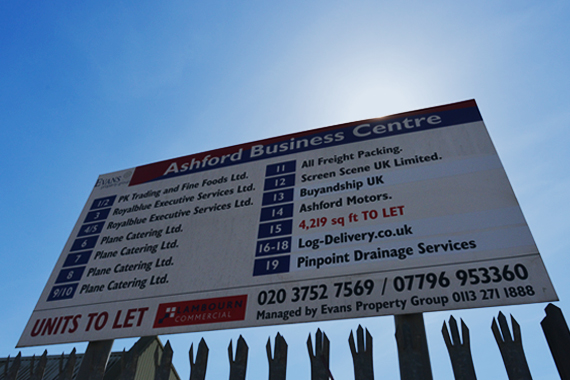 EVANS
Ashford Business Centre
1/2 PK Trading and Fine Foods Ltd.
3 Royalblue Executive Services Ltd.
4/5 Royalblue Executive Services Ltd.
6 Plane Catering Ltd.
7 Plane Catering Ltd.
8 Plane Catering Ltd.
9/10 Plane Catering Ltd.
11 All Freight Packing.
12 Screen Scene UK Limited.
13 Buyandship UK
14 Ashford Motors.
15 4,219 sq ft TO LET
16-18 Log-Delivery.co.uk
19 Pinpoint Drainage Services
UNITS TO LET
JAMBOURN
COMMERCIAL
020 3752 7569 / 07796 953360
Managed by Evans Property Group 0113 271 1888